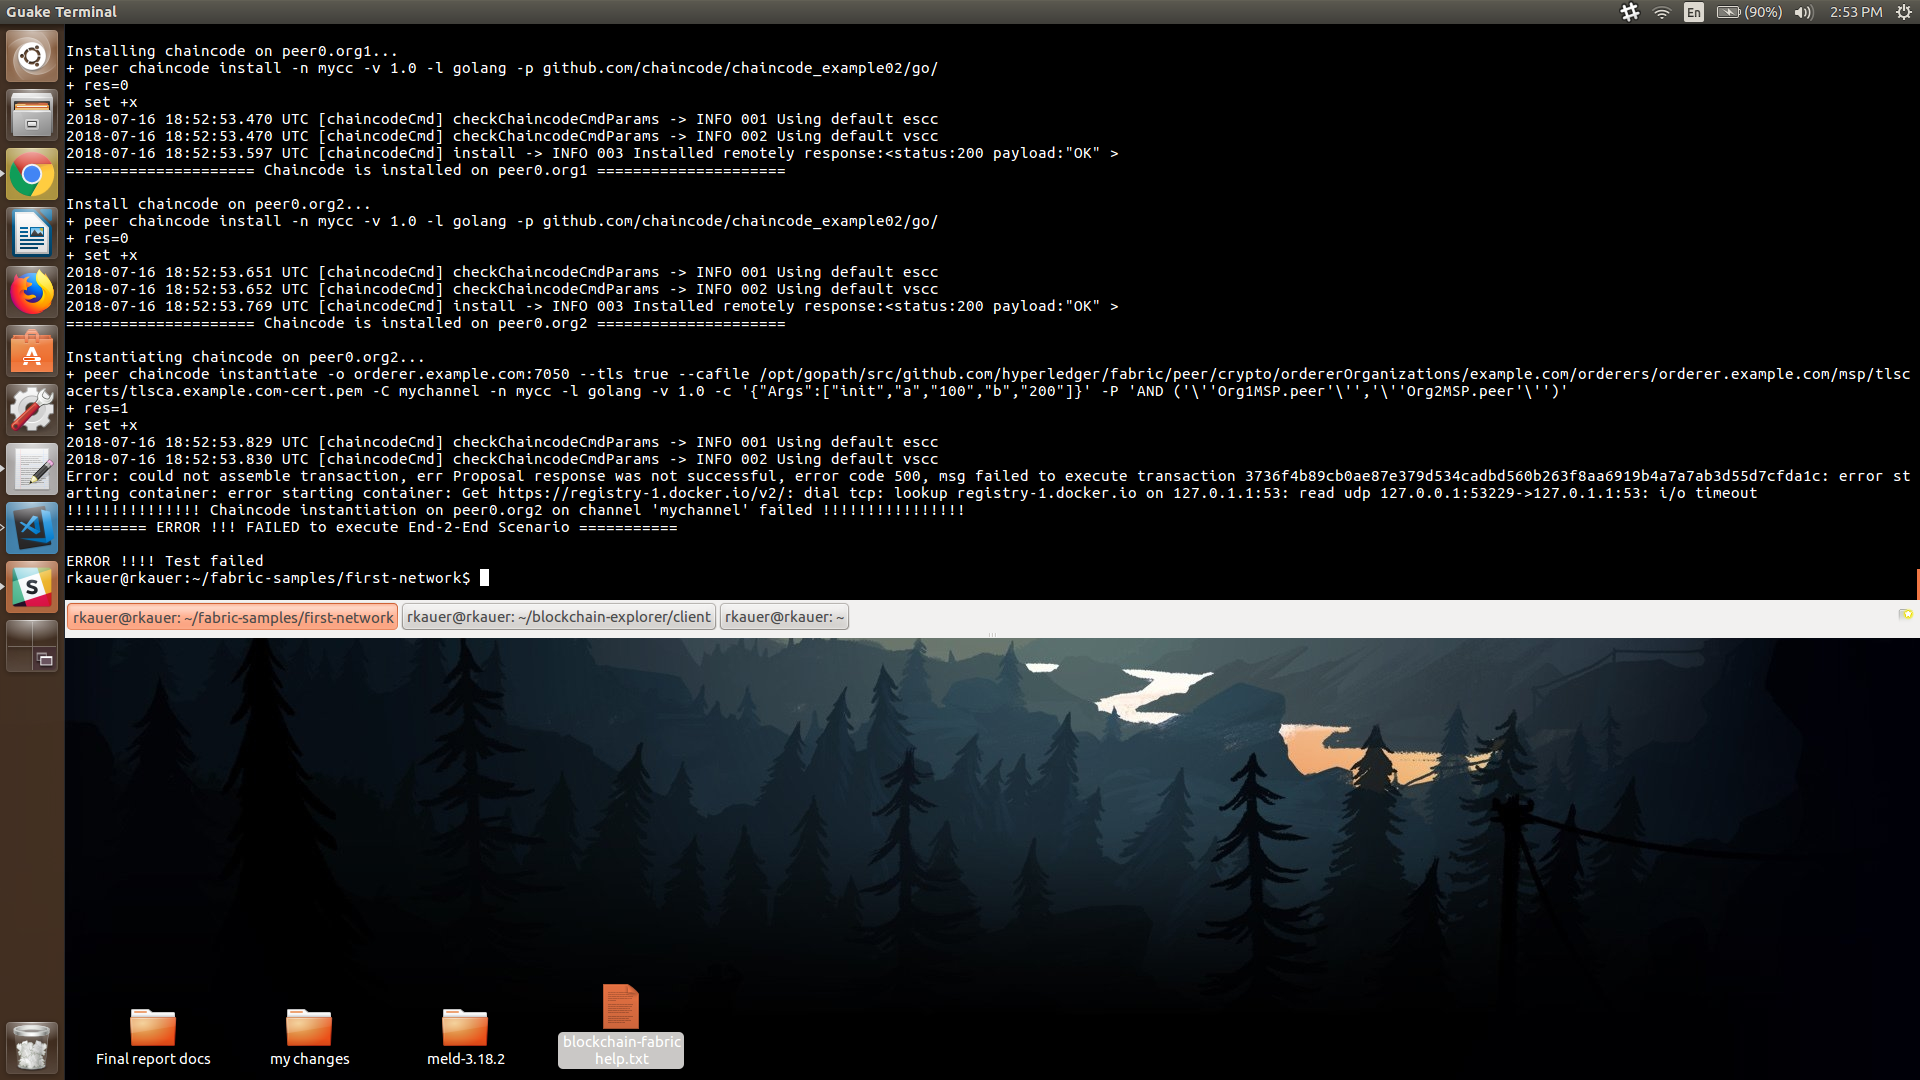 Guake Terminal
En
(90%)
2:53 PM
Installing chaincode on peer0.org1...
+ peer chaincode install -n mycc -v 1.0 -l golang -p github.com/chaincode/chaincode_example02/go/
+ res=0
+ set +x
2018-07-16 18:52:53.470 UTC [chaincodeCmd] checkChaincodeCmdParams -> INFO 001 Using default escc
2018-07-16 18:52:53.470 UTC [chaincodeCmd] checkChaincodeCmdParams -> INFO 002 Using default vscc
2018-07-16 18:52:53.597 UTC [chaincodeCmd] install -> INFO 003 Installed remotely response:<status:200 payload:"OK" >
===================== Chaincode is installed on peer0.org1 =====================
Install chaincode on peer0.org2...
+ peer chaincode install -n mycc -v 1.0 -l golang -p github.com/chaincode/chaincode_example02/go/
+ res=0
+ set +x
2018-07-16 18:52:53.651 UTC [chaincodeCmd] checkChaincodeCmdParams -> INFO 001 Using default escc
2018-07-16 18:52:53.652 UTC [chaincodeCmd] checkChaincodeCmdParams -> INFO 002 Using default vscc
2018-07-16 18:52:53.769 UTC [chaincodeCmd] install -> INFO 003 Installed remotely response:<status:200 payload:"OK" >
===================== Chaincode is installed on peer0.org2 =====================
Instantiating chaincode on peer0.org2...
+ peer chaincode instantiate -o orderer.example.com:7050 --tls true --cafile /opt/gopath/src/github.com/hyperledger/fabric/peer/crypto/ordererOrganizations/example.com/orderers/orderer.example.com/msp/tlsc
acerts/tlsca.example.com-cert.pem -C mychannel -n mycc -l golang -v 1.0 -c '{"Args":["init","a","100","b","200"]}' -P 'AND ('\''Org1MSP.peer'\'','\''Org2MSP.peer'\'')'
+ res=1
+ set +x
2018-07-16 18:52:53.829 UTC [chaincodeCmd] checkChaincodeCmdParams -> INFO 001 Using default escc
2018-07-16 18:52:53.830 UTC [chaincodeCmd] checkChaincodeCmdParams -> INFO 002 Using default vscc
Error: could not assemble transaction, err Proposal response was not successful, error code 500, msg failed to execute transaction 3736f4b89cb0ae87e379d534cadbd560b263f8aa6919b4a7a7ab3d55d7cfda1c: error st
arting container: error starting container: Get https://registry-1.docker.io/v2/: dial tcp: lookup registry-1.docker.io on 127.0.1.1:53: read udp 127.0.0.1:53229->127.0.1.1:53: i/o timeout
!!!!!!!!!!!!!!! Chaincode instantiation on peer0.org2 on channel 'mychannel' failed !!!!!!!!!!!!!!!!
========= ERROR !!! FAILED to execute End-2-End Scenario ===========
ERROR !!!! Test failed
rkauer@rkauer:~/fabric-samples/first-network$
rkauer@rkauer: ~/fabric-samples/first-network
rkauer@rkauer: ~/blockchain-explorer/client
rkauer@rkauer: ~
Final report docs
my changes
meld-3.18.2
blockchain-fabric
help.txt